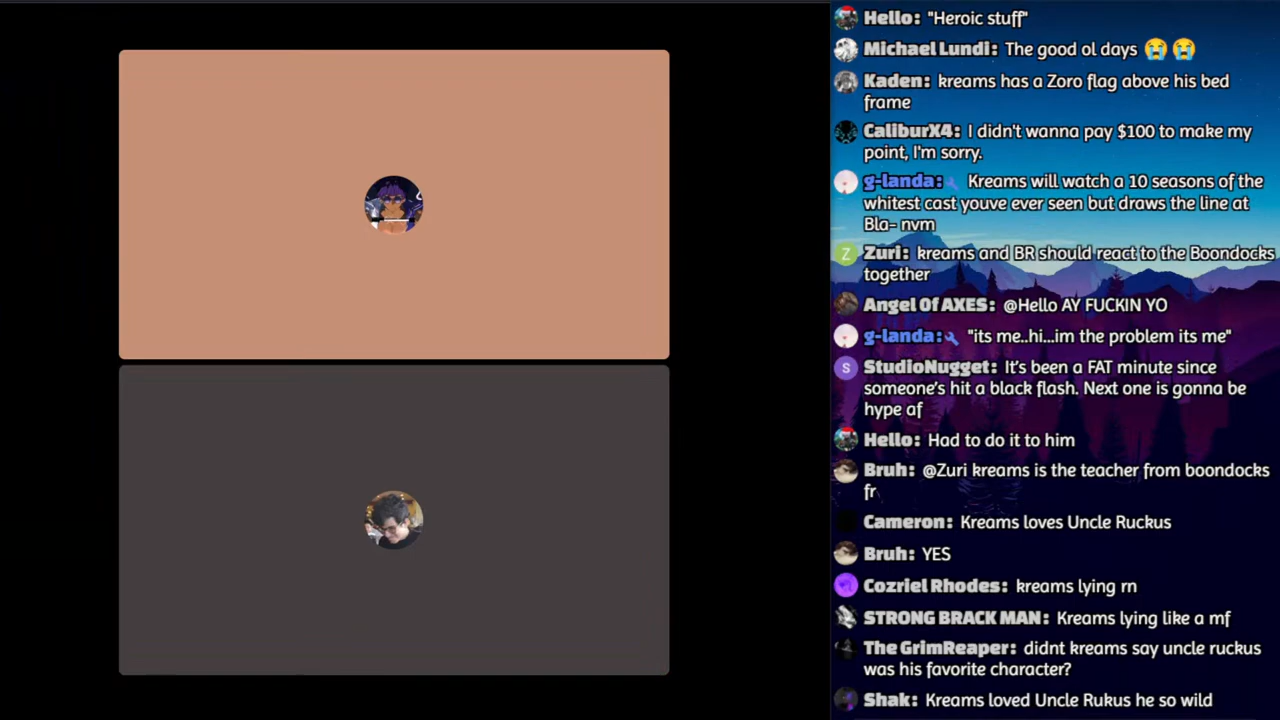 Hello: "Heroic stuff"
Michael Lundi: The good ol days 😭 😭
Kaden: kreams has a Zoro flag above his bed
frame
CaliburX4: I didn't wanna pay $100 to make my
point, I'm sorry.
g-landa: Kreams will watch a 10 seasons of the
whitest cast youve ever seen but draws the line at
Bla- nvm
Z Zuri: kreams and BR should react to the Boondocks
together
Angel Of AXES: @Hello AY FUCKIN YO
g-landa: "its me..hi...im the problem its me"
S StudioNugget: It's been a FAT minute since
someone's hit a black flash. Next one is gonna be
hype af
Hello: Had to do it to him
Bruh: @Zuri kreams is the teacher from boondocks
fr
Cameron: Kreams loves Uncle Ruckus
Bruh: YES
Cozriel Rhodes: kreams lying rn
STRONG BRACK MAN: Kreams lying like a mf
The GrimReaper: didnt kreams say uncle ruckus
was his favorite character?
Shak: Kreams loved Uncle Rukus he so wild